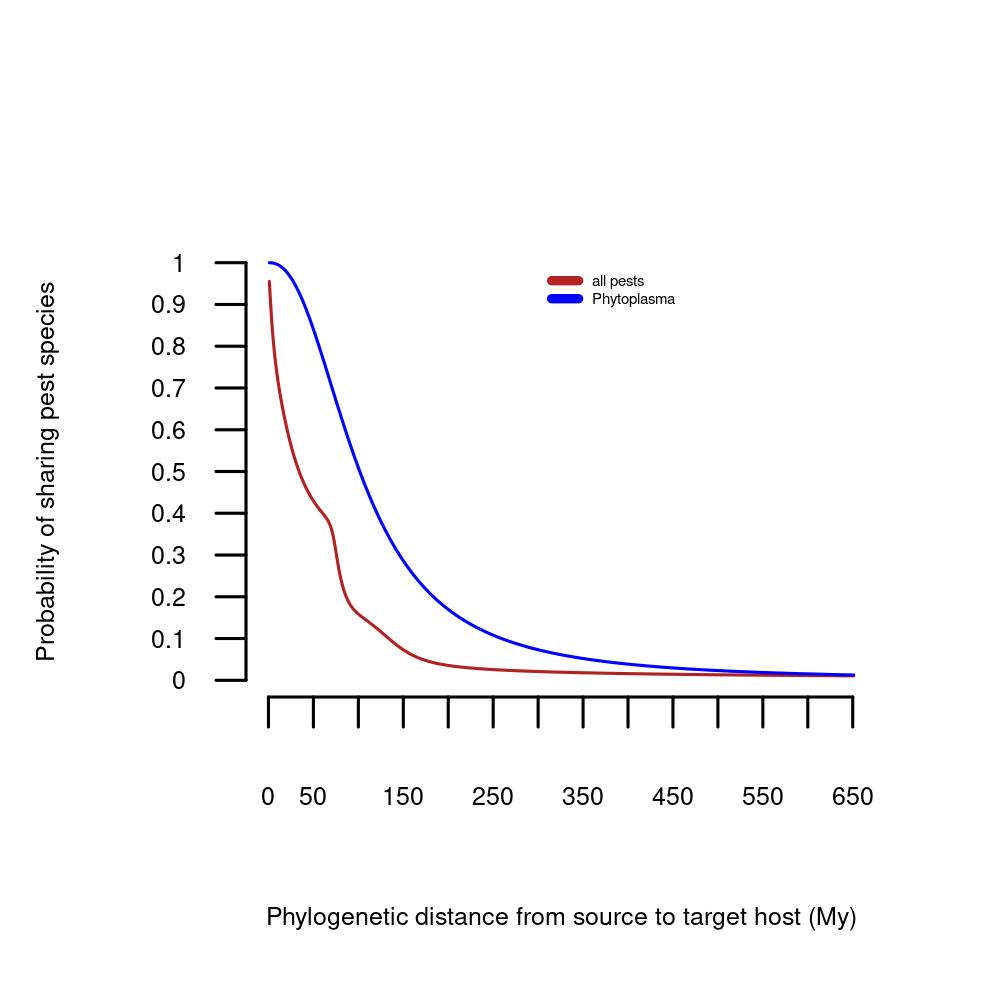 Probability of sharing pest species
1
0.9
0.8
0.7
0.6
0.5
0.4
0.3
0.2
0.1
0
all pests
Phytoplasma
0 50 150 250 350 450 550 650
Phylogenetic distance from source to target host (My)